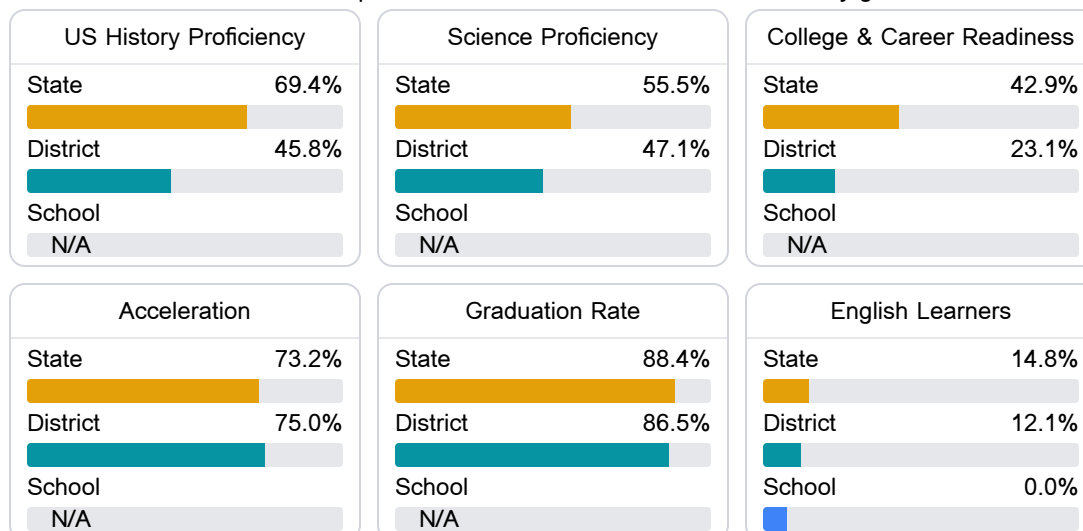 US History Proficiency
State 69.4%
District 45.8%
School
N/A
Science Proficiency
State 55.5%
District 47.1%
School
N/A
College & Career Readiness
State 42.9%
District 23.1%
School
N/A
Acceleration
State 73.2%
District 75.0%
School
N/A
Graduation Rate
State 88.4%
District 86.5%
School
N/A
English Learners
State 14.8%
District 12.1%
School 0.0%